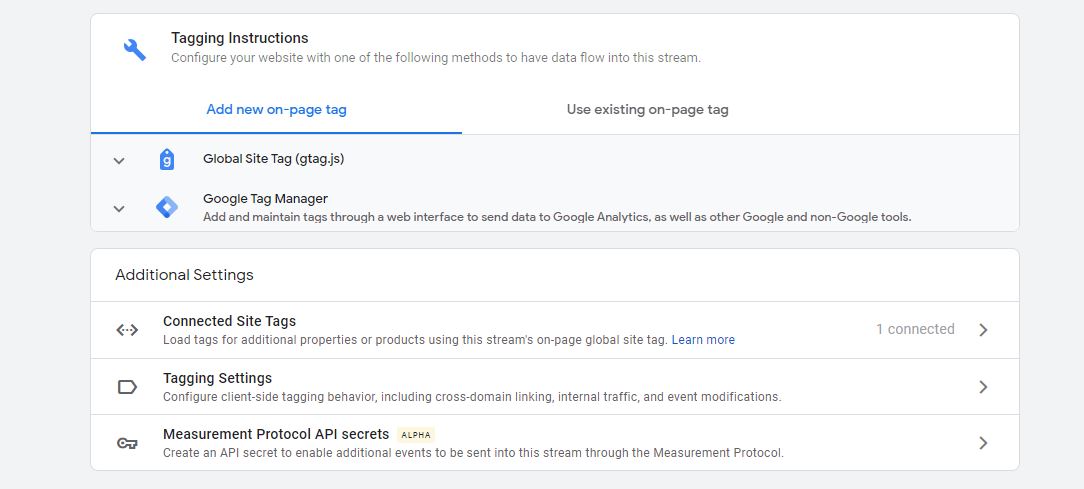 Tagging Instructions
Configure your website with one of the following methods to have data flow into this stream.
Add new on-page tag
Use existing on-page tag
g
Global Site Tag (gtag.js)
Google Tag Manager
Add and maintain tags through a web interface to send data to Google Analytics, as well as other Google and non-Google tools.
Additional Settings
Connected Site Tags
Load tags for additional properties or products using this stream's on-page global site tag. Learn more
1 connected
Tagging Settings
Configure client-side tagging behavior, including cross-domain linking, internal traffic, and event modifications.
Measurement Protocol API secrets ALPHA
Create an API secret to enable additional events to be sent into this stream through the Measurement Protocol.